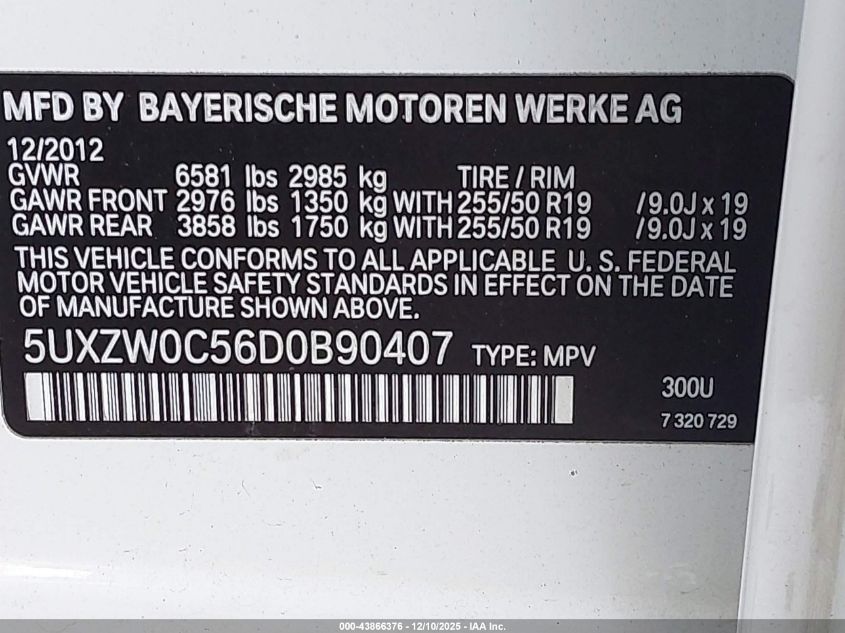 MFD BY BAYERISCHE MOTOREN WERKE AG
12/2012
GVWR 6581 lbs 2985 kg TIRE / RIM
GAWR FRONT 2976 lbs 1350 kg WITH 255/50 R19 /9.0J x 19
GAWR REAR 3858 lbs 1750 kg WITH 255/50 R19 /9.0J x 19
THIS VEHICLE CONFORMS TO ALL APPLICABLE U. S. FEDERAL
MOTOR VEHICLE SAFETY STANDARDS IN EFFECT ON THE DATE
OF MANUFACTURE SHOWN ABOVE.
5UXZW0C56D0B90407 TYPE: MPV
300U
7 320 729
000-43866376 - 12/10/2025 - IAA Inc.